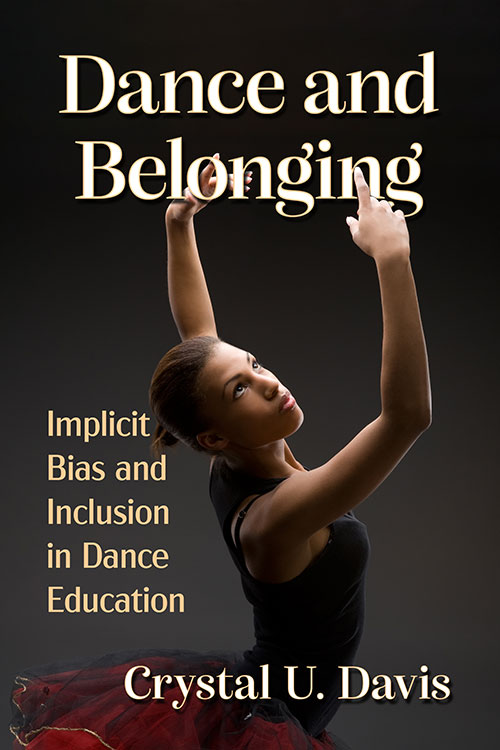 Dance and
Belonging
Implicit
Bias and
Inclusion
in Dance
Education
Crystal U. Davis